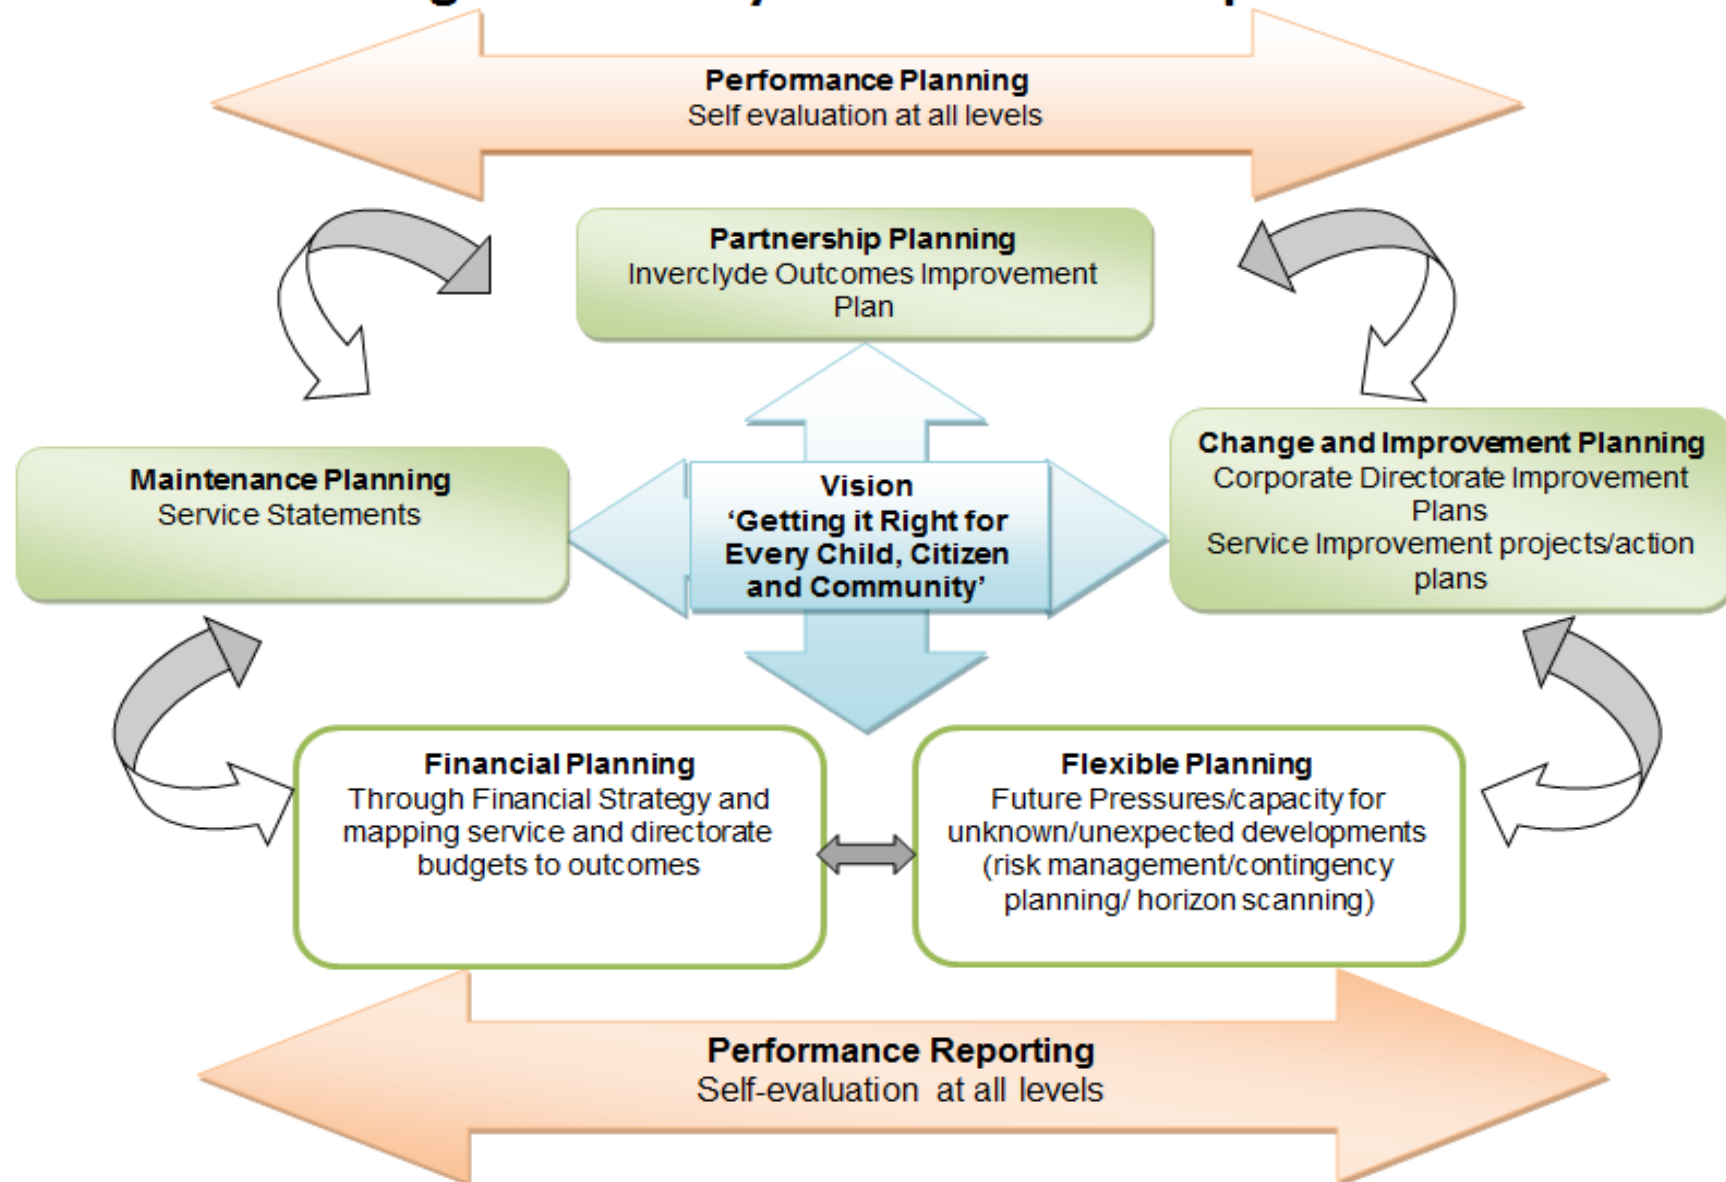 Performance Planning
Self evaluation at all levels
Partnership Planning
Inverclyde Outcomes Improvement
Plan
Maintenance Planning
Service Statements
Vision
‘Getting it Right for
Every Child, Citizen
and Community’
Change and Improvement Planning
Corporate Directorate Improvement
Plans
Service Improvement projects/action
plans
Financial Planning
Through Financial Strategy and
mapping service and directorate
budgets to outcomes
Flexible Planning
Future Pressures/capacity for
unknown/unexpected developments
(risk management/contingency
planning/ horizon scanning)
Performance Reporting
Self-evaluation at all levels